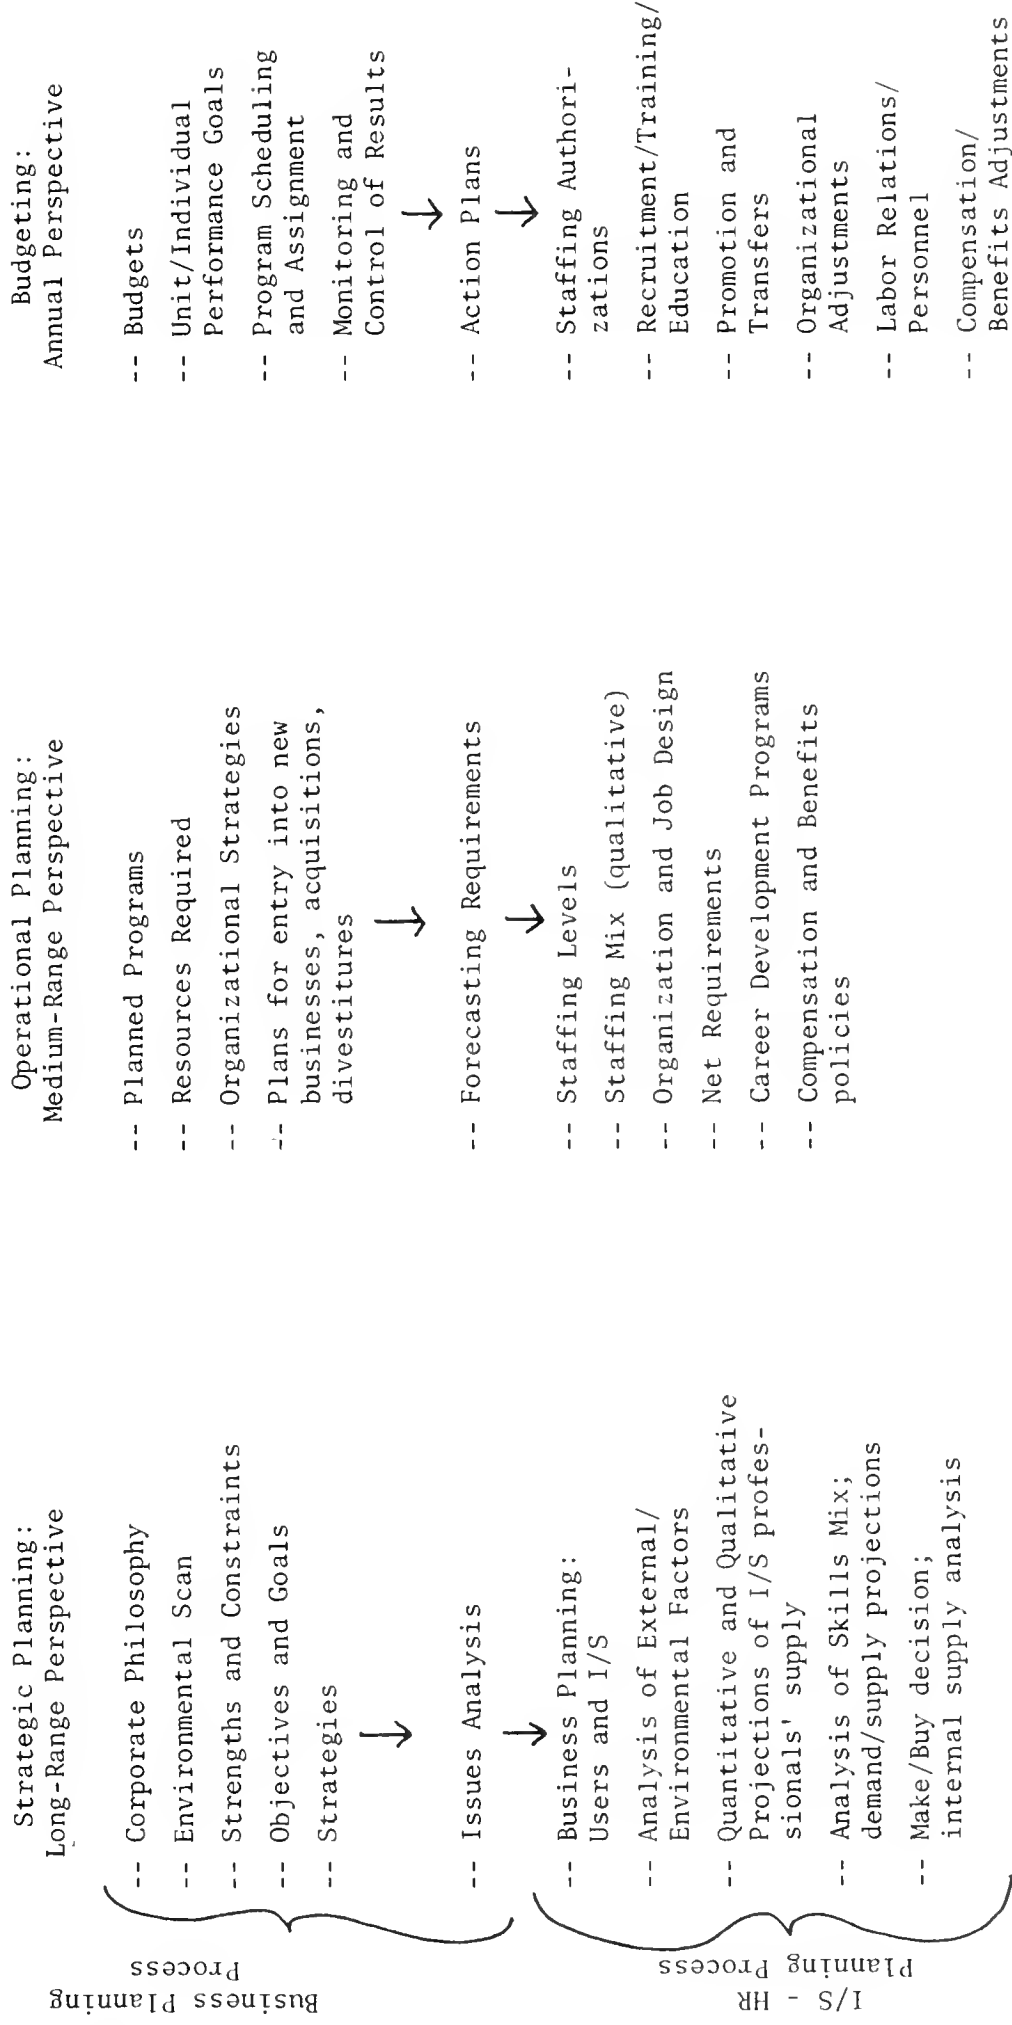 Strategic Planning:
Long-Range Perspective
-- Corporate Philosophy
-- Environmental Scan
-- Strengths and Constraints
-- Objectives and Goals
-- Strategies
-- Issues Analysis
-- Business Planning:
Users and I/S
-- Analysis of External/
Environmental Factors
-- Quantitative and Qualitative
Projections of I/S profes-
sionals' supply
-- Analysis of Skills Mix;
demand/supply projections
-- Make/Buy decision;
internal supply analysis
Operational Planning:
Medium-Range Perspective
-- Planned Programs
-- Resources Required
-- Organizational Strategies
-- Plans for entry into new
businesses, acquisitions,
divestitures
-- Forecasting Requirements
-- Staffing Levels
-- Staffing Mix (qualitative)
-- Organization and Job Design
-- Net Requirements
-- Career Development Programs
-- Compensation and Benefits
policies
Budgeting:
Annual Perspective
-- Budgets
-- Unit/Individual
Performance Goals
-- Program Scheduling
and Assignment
-- Monitoring and
Control of Results
-- Action Plans
-- Staffing Authori-
zations
-- Recruitment/Training/
Education
-- Promotion and
Transfers
-- Organizational
Adjustments
-- Labor Relations/
Personnel
-- Compensation/
Benefits Adjustments
Business Planning
Process
I/S - HR
Planning Process